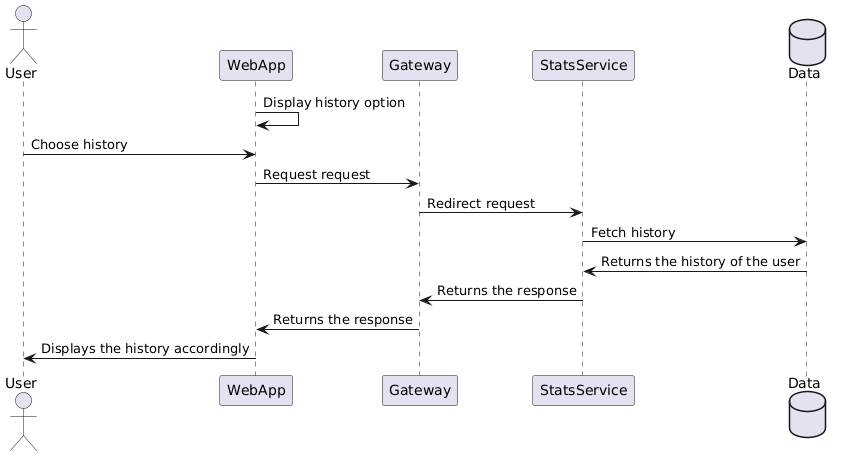 User
WebApp
Gateway
StatsService
Data
Display history option
Choose history
Request request
Redirect request
Fetch history
Returns the history of the user
Returns the response
Returns the response
Displays the history accordingly
User
WebApp
Gateway
StatsService
Data